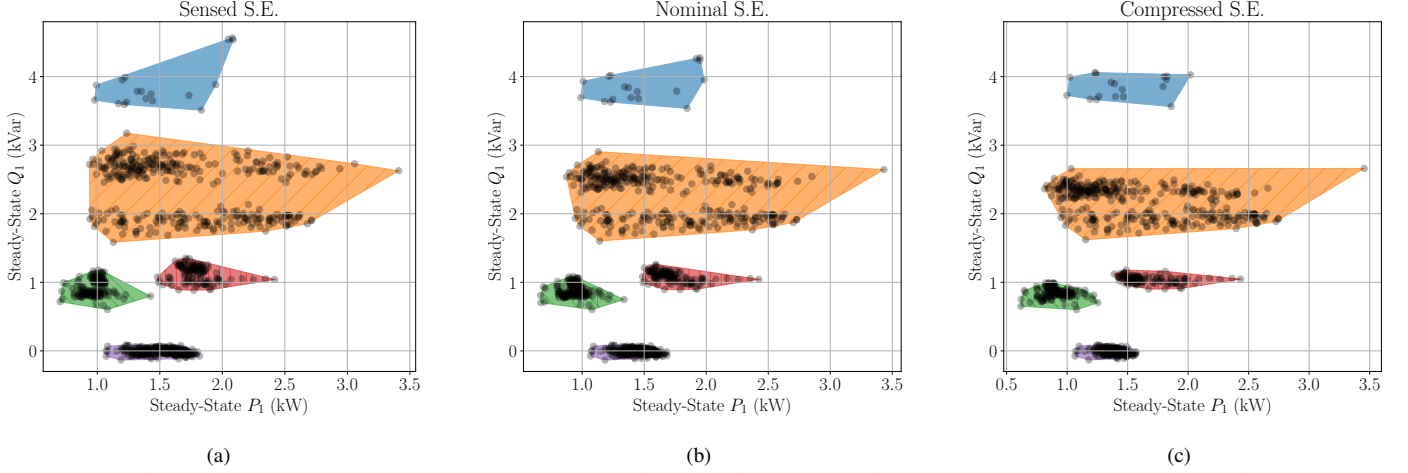 Sensed S.E.
Steady-State Q₁ (kVar)
4
3
2
1
0
1.0 1.5 2.0 2.5 3.0 3.5
Steady-State P₁ (kW)
(a)
Nominal S.E.
Steady-State Q₁ (kVar)
4
3
2
1
0
1.0 1.5 2.0 2.5 3.0 3.5
Steady-State P₁ (kW)
(b)
Compressed S.E.
Steady-State Q₁ (kVar)
4
3
2
1
0
0.5 1.0 1.5 2.0 2.5 3.0 3.5
Steady-State P₁ (kW)
(c)